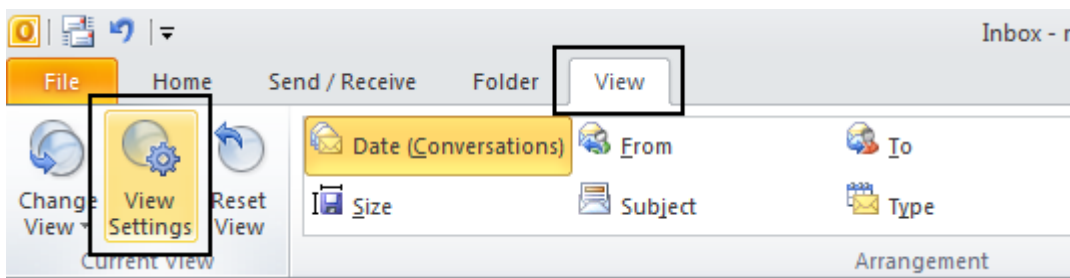 Inbox -
File Home Send / Receive Folder View
Date (Conversations) From To
Change View Reset
View Settings View
Size Subject Type
Current View Arrangement